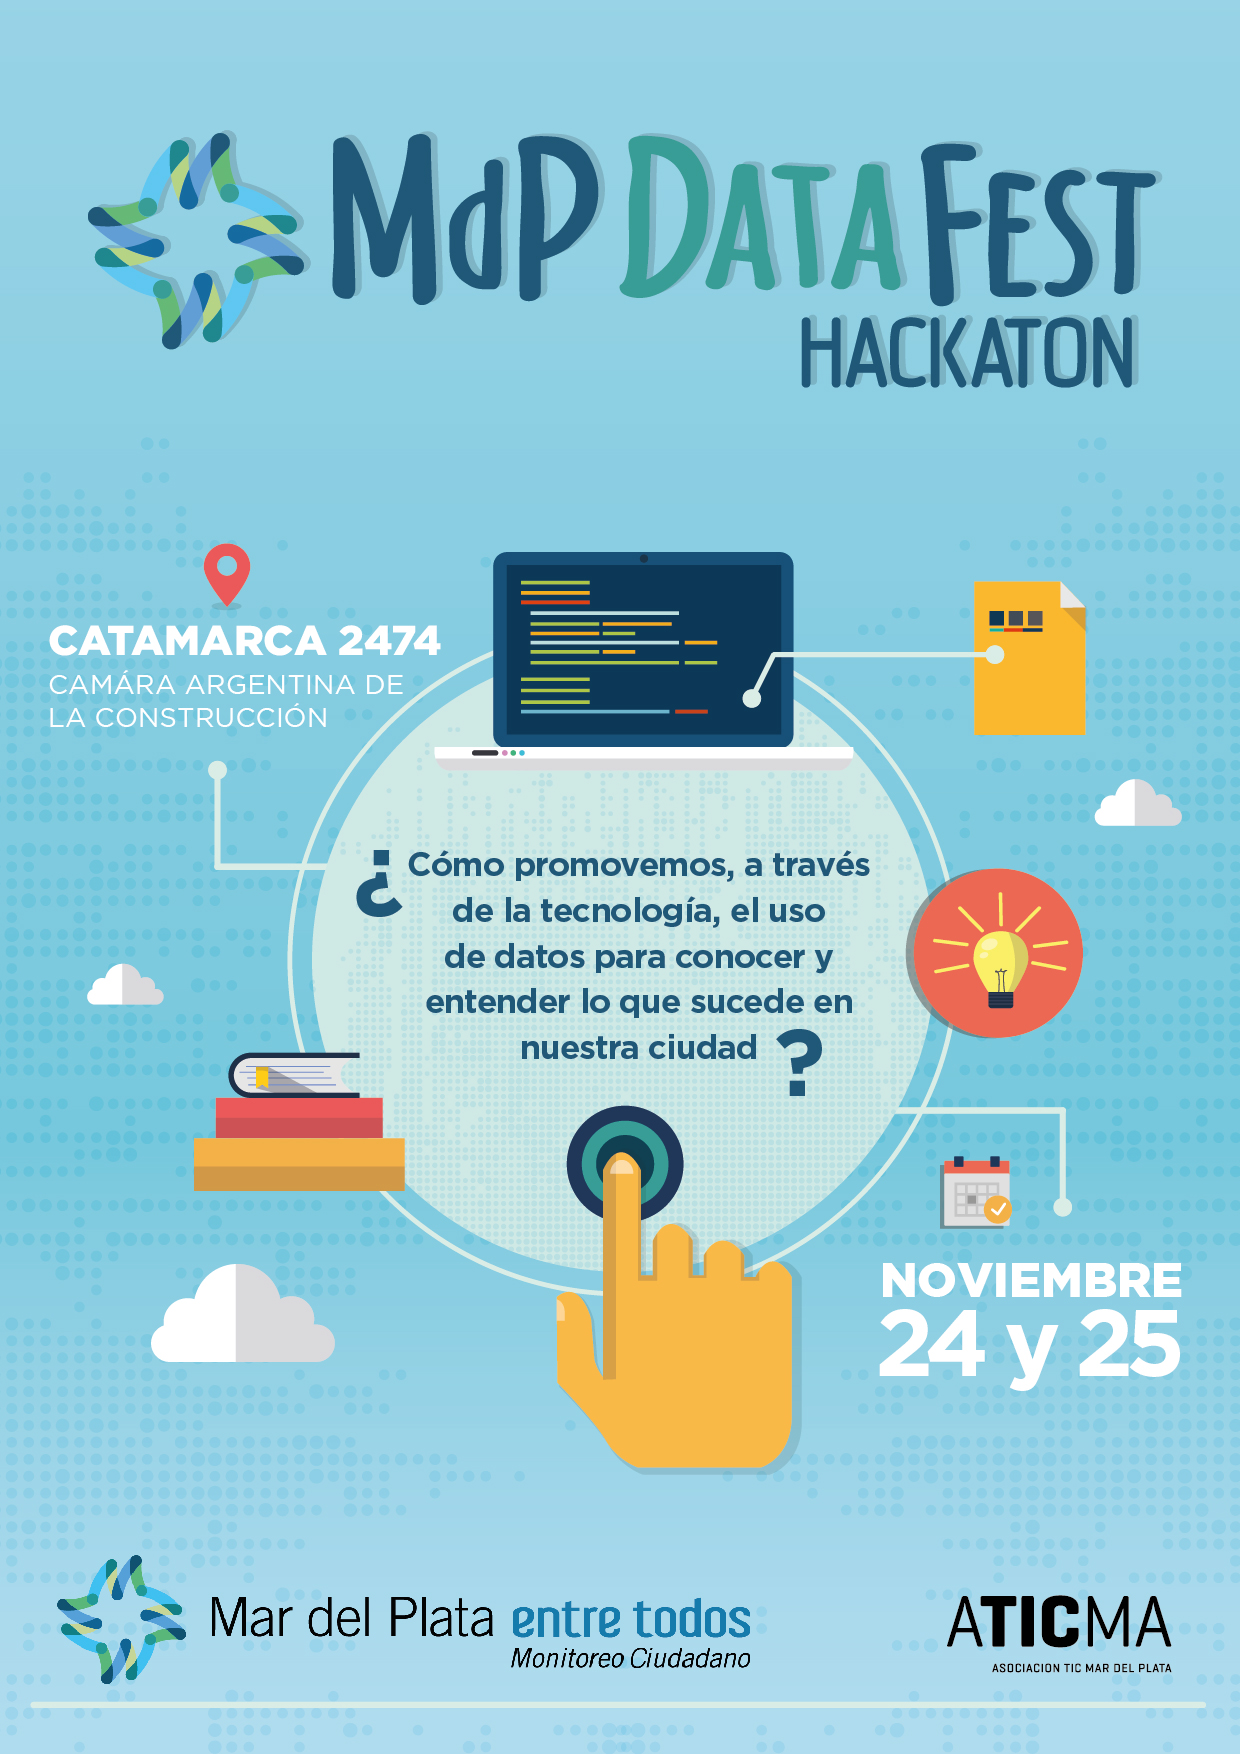 MdP DATA FEST
HACKATON
CATAMARCA 2474
CAMÁRA ARGENTINA DE
LA CONSTRUCCIÓN
¿Cómo promovemos, a través
de la tecnología, el uso
de datos para conocer y
entender lo que sucede en
nuestra ciudad?
NOVIEMBRE
24 y 25
Mar del Plata entre todos
Monitoreo Ciudadano
ATICMA
ASOCIACION TIC MAR DEL PLATA